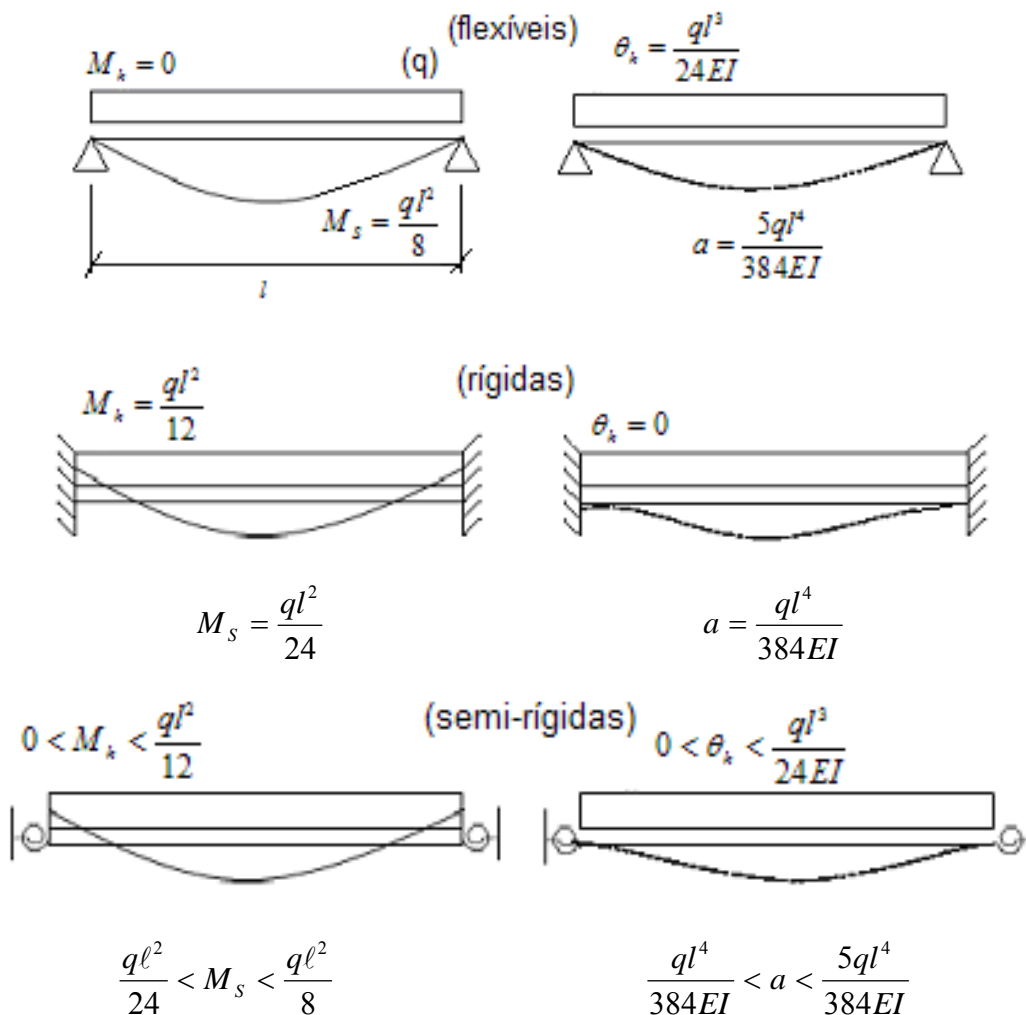 (flexíveis)
M_k = 0
(q)
θ_k = ql³/24EI
M_S = ql²/8
a = 5ql⁴/384EI
l
(rígidas)
M_k = ql²/12
θ_k = 0
M_S = ql²/24
a = ql⁴/384EI
(semi-rígidas)
0 < M_k < ql²/12
0 < θ_k < ql³/24EI
qℓ²/24 < M_S < qℓ²/8
ql⁴/384EI < a < 5ql⁴/384EI